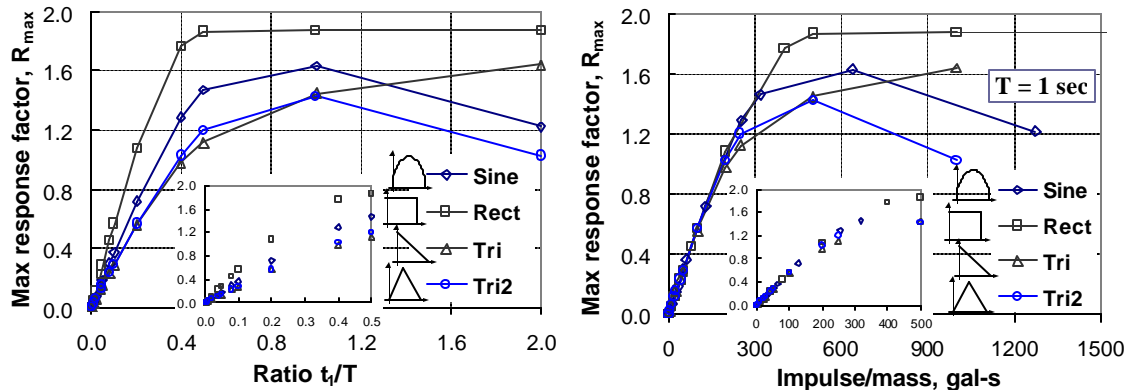 Max response factor, Rmax
2.0
1.6
1.2
0.8
0.4
0.0
0.0 0.4 0.8 1.2 1.6 2.0
Ratio t1/T
Sine
Rect
Tri
Tri2
2.0
1.6
1.2
0.8
0.4
0.0
0.0 0.1 0.2 0.3 0.4 0.5
Max response factor, Rmax
2.0
1.6
1.2
0.8
0.4
0.0
0 300 600 900 1200 1500
Impulse/mass, gal-s
T = 1 sec
Sine
Rect
Tri
Tri2
2.0
1.6
1.2
0.8
0.4
0.0
0 100 200 300 400 500